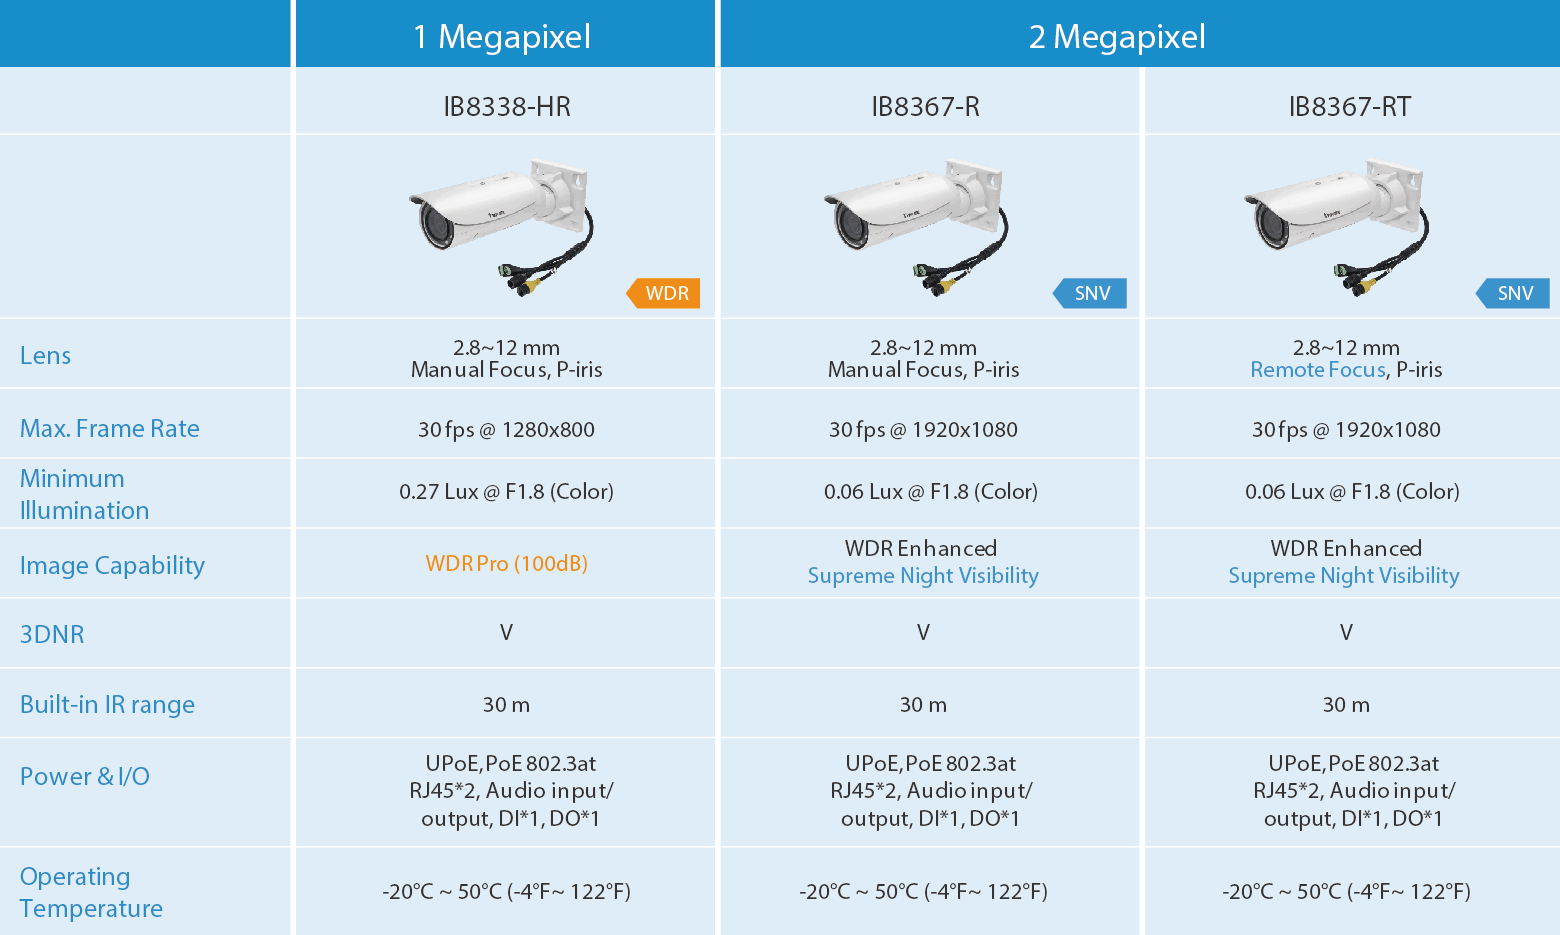 1 Megapixel
2 Megapixel
IB8338-HR
IB8367-R
IB8367-RT
WDR
SNV
SNV
Lens
2.8~12 mm
Manual Focus, P-iris
2.8~12 mm
Manual Focus, P-iris
2.8~12 mm
Remote Focus, P-iris
Max. Frame Rate
30 fps @ 1280x800
30 fps @ 1920x1080
30 fps @ 1920x1080
Minimum
Illumination
0.27 Lux @ F1.8 (Color)
0.06 Lux @ F1.8 (Color)
0.06 Lux @ F1.8 (Color)
Image Capability
WDR Pro (100dB)
WDR Enhanced
Supreme Night Visibility
WDR Enhanced
Supreme Night Visibility
3DNR
V
V
V
Built-in IR range
30 m
30 m
30 m
Power & I/O
UPoE, PoE 802.3at
RJ45*2, Audio input/
output, DI*1, DO*1
UPoE, PoE 802.3at
RJ45*2, Audio input/
output, DI*1, DO*1
UPoE, PoE 802.3at
RJ45*2, Audio input/
output, DI*1, DO*1
Operating
Temperature
-20°C ~ 50°C (-4°F~ 122°F)
-20°C ~ 50°C (-4°F~ 122°F)
-20°C ~ 50°C (-4°F~ 122°F)